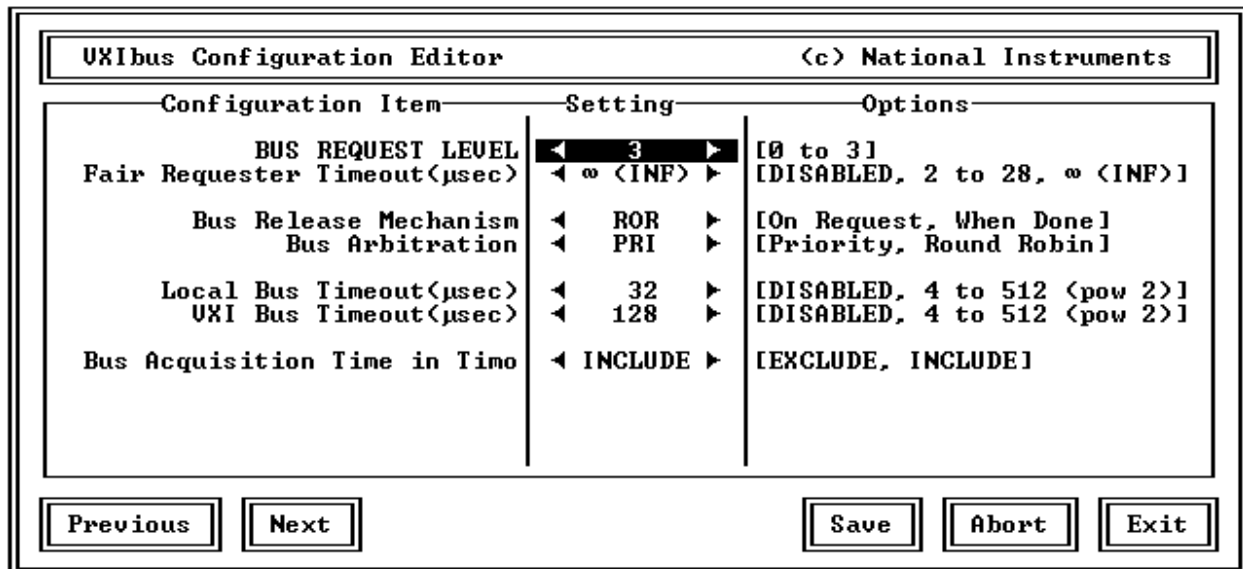 VXIbus Configuration Editor (c) National Instruments
Configuration Item Setting Options
BUS REQUEST LEVEL ◄ 3 ► [0 to 3]
Fair Requester Timeout(µsec) ◄ ∞ (INF) ► [DISABLED, 2 to 28, ∞ (INF)]
Bus Release Mechanism ◄ ROR ► [On Request, When Done]
Bus Arbitration ◄ PRI ► [Priority, Round Robin]
Local Bus Timeout(µsec) ◄ 32 ► [DISABLED, 4 to 512 (pow 2)]
VXI Bus Timeout(µsec) ◄ 128 ► [DISABLED, 4 to 512 (pow 2)]
Bus Acquisition Time in Timo ◄ INCLUDE ► [EXCLUDE, INCLUDE]
Previous Next Save Abort Exit